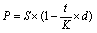 P = S × (1 − t/K × d)